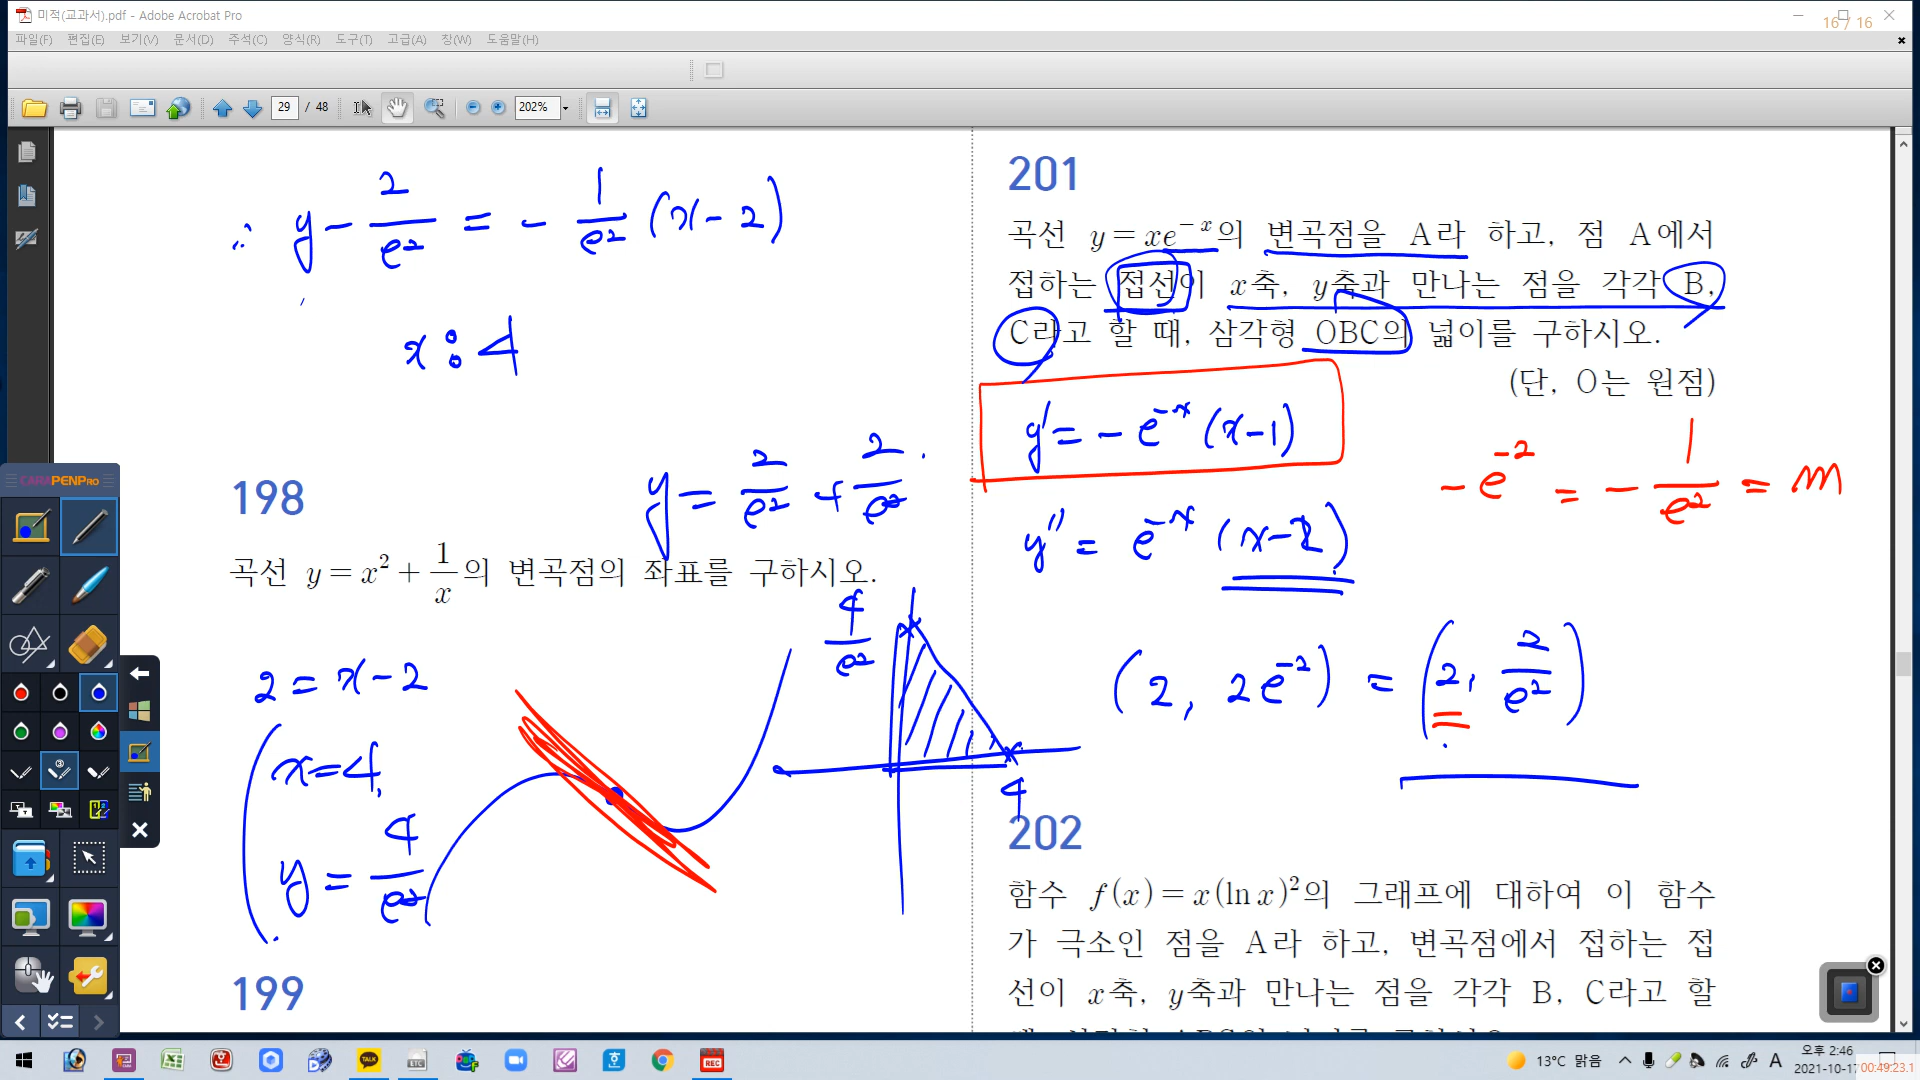 미적(교과서).pdf - Adobe Acrobat Pro
16 / 16
파일(F) 편집(E) 보기(V) 문서(D) 주석(C) 양식(R) 도구(T) 고급(A) 창(W) 도움말(H)
29 / 48 202%
∴ y - 2/e² = - 1/e² (x - 2)
x : 4
198
y = 2/e² + 2/e².
곡선 y = x² + 1/x 의 변곡점의 좌표를 구하시오.
2 = x - 2
x = 4,
y = 4/e²
4/e²
4
199
201
곡선 y = xe⁻ˣ의 변곡점을 A라 하고, 점 A에서
접하는 접선이 x축, y축과 만나는 점을 각각 B,
C라고 할 때, 삼각형 OBC의 넓이를 구하시오.
(단, O는 원점)
y′ = - e⁻ˣ (x - 1)
- e⁻² = - 1/e² = m
y″ = e⁻ˣ (x - 2)
(2, 2e⁻²) = (2, 2/e²)
202
함수 f(x) = x(ln x)²의 그래프에 대하여 이 함수
가 극소인 점을 A라 하고, 변곡점에서 접하는 접
선이 x축, y축과 만나는 점을 각각 B, C라고 할
CARAPENPRO
TALK
LTC
REC
13°C 맑음
A
오후 2:46
2021-10-17
00:49:23.1